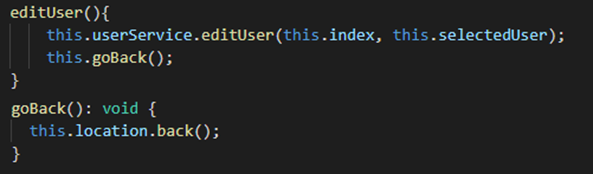 editUser(){
    this.userService.editUser(this.index, this.selectedUser);
    this.goBack();
}
goBack(): void {
  this.location.back();
}